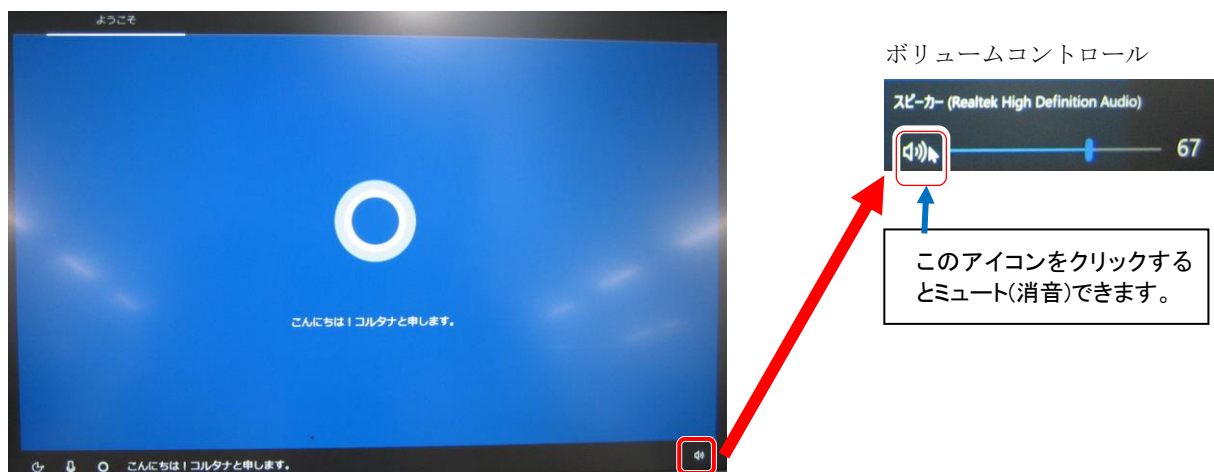 ようこそ
こんにちは！コルタナと申します。
こんにちは！コルタナと申します。
ボリュームコントロール
スピーカー (Realtek High Definition Audio)
67
このアイコンをクリックする
とミュート(消音)できます。